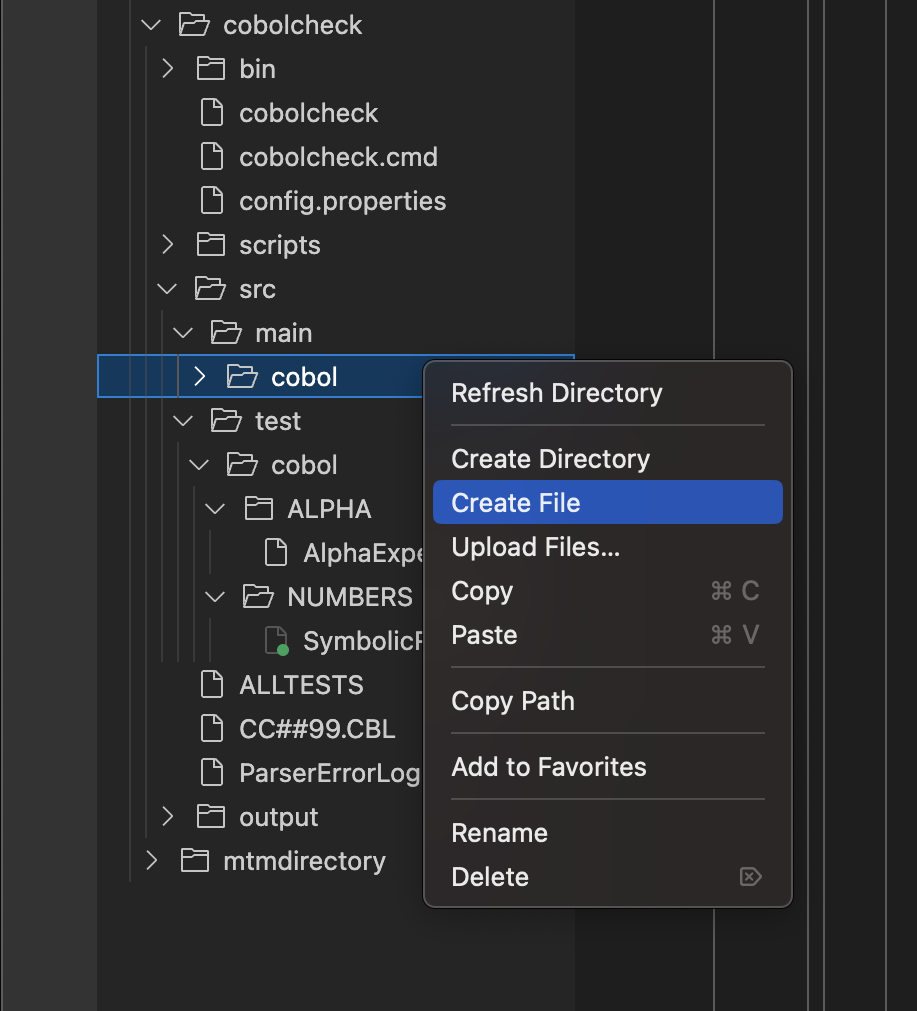 cobolcheck
bin
cobolcheck
cobolcheck.cmd
config.properties
scripts
src
main
cobol
test
cobol
ALPHA
AlphaExpe
NUMBERS
SymbolicR
ALLTESTS
CC##99.CBL
ParserErrorLog
output
mtmdirectory
Refresh Directory
Create Directory
Create File
Upload Files...
Copy ⌘ C
Paste ⌘ V
Copy Path
Add to Favorites
Rename
Delete ⌦